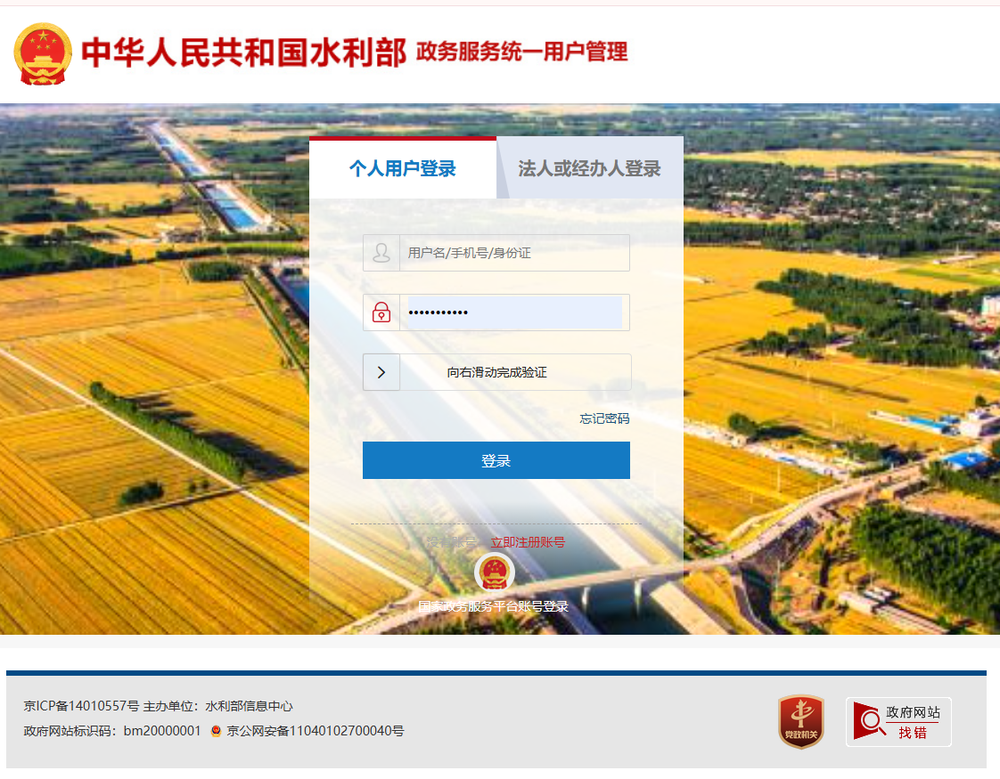 中华人民共和国水利部 政务服务统一用户管理
个人用户登录 法人或经办人登录
用户名/手机号/身份证
•••••••••••
向右滑动完成验证
忘记密码
登录
没有账号 立即注册账号
国家政务服务平台账号登录
京ICP备14010557号 主办单位：水利部信息中心
政府网站标识码：bm20000001 京公网安备11040102700040号
党政机关
政府网站
找错